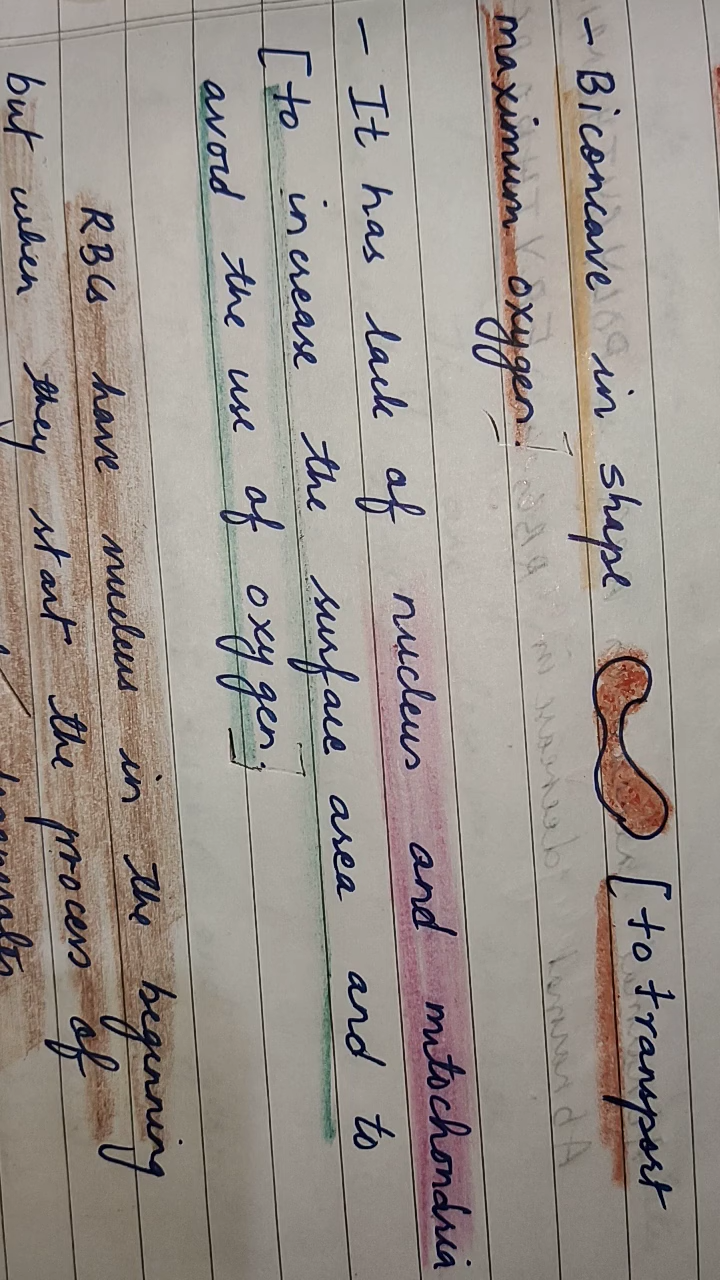 - Biconcave in shape [to transport
maximum oxygen.]
- It has lack of nucleus and mitochondria
[to increase the surface area and to
avoid the use of oxygen.]
RBCs have nucleus in the beginning
but when they start the process of